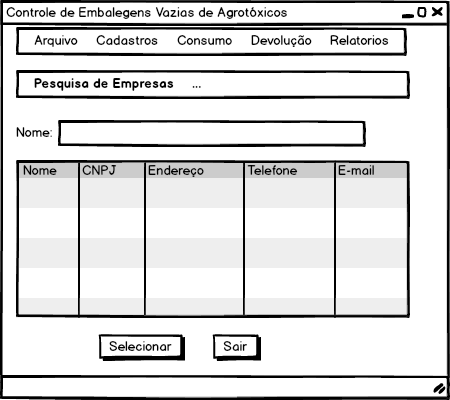 Controle de Embalegens Vazias de Agrotóxicos
Arquivo Cadastros Consumo Devolução Relatorios
Pesquisa de Empresas ...
Nome:
Nome CNPJ Endereço Telefone E-mail
Selecionar Sair